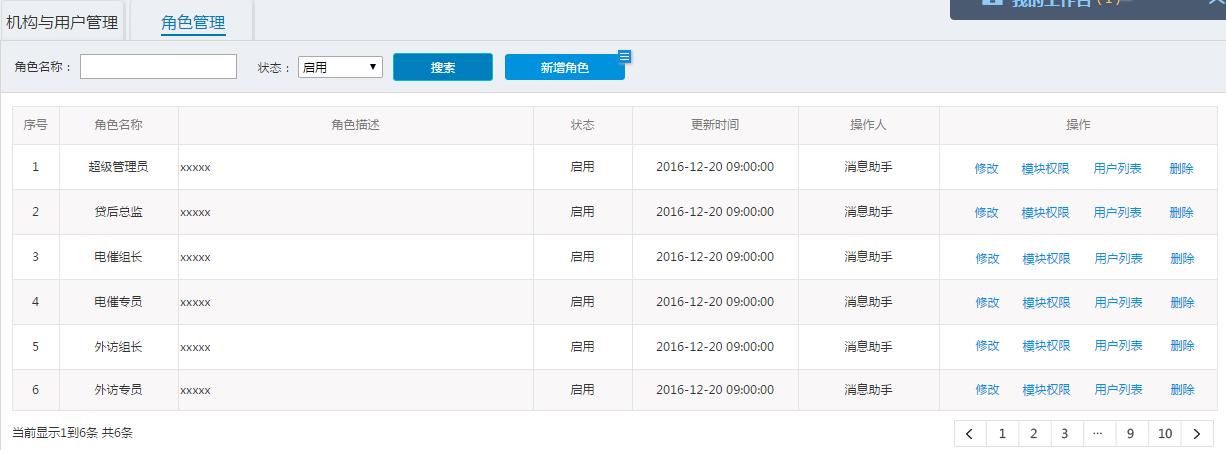 机构与用户管理 角色管理 我的工作台 (1)
角色名称： 状态： 启用 搜索 新增角色
序号 角色名称 角色描述 状态 更新时间 操作人 操作
1 超级管理员 xxxxx 启用 2016-12-20 09:00:00 消息助手 修改 模块权限 用户列表 删除
2 贷后总监 xxxxx 启用 2016-12-20 09:00:00 消息助手 修改 模块权限 用户列表 删除
3 电催组长 xxxxx 启用 2016-12-20 09:00:00 消息助手 修改 模块权限 用户列表 删除
4 电催专员 xxxxx 启用 2016-12-20 09:00:00 消息助手 修改 模块权限 用户列表 删除
5 外访组长 xxxxx 启用 2016-12-20 09:00:00 消息助手 修改 模块权限 用户列表 删除
6 外访专员 xxxxx 启用 2016-12-20 09:00:00 消息助手 修改 模块权限 用户列表 删除
当前显示1到6条 共6条 < 1 2 3 ... 9 10 >